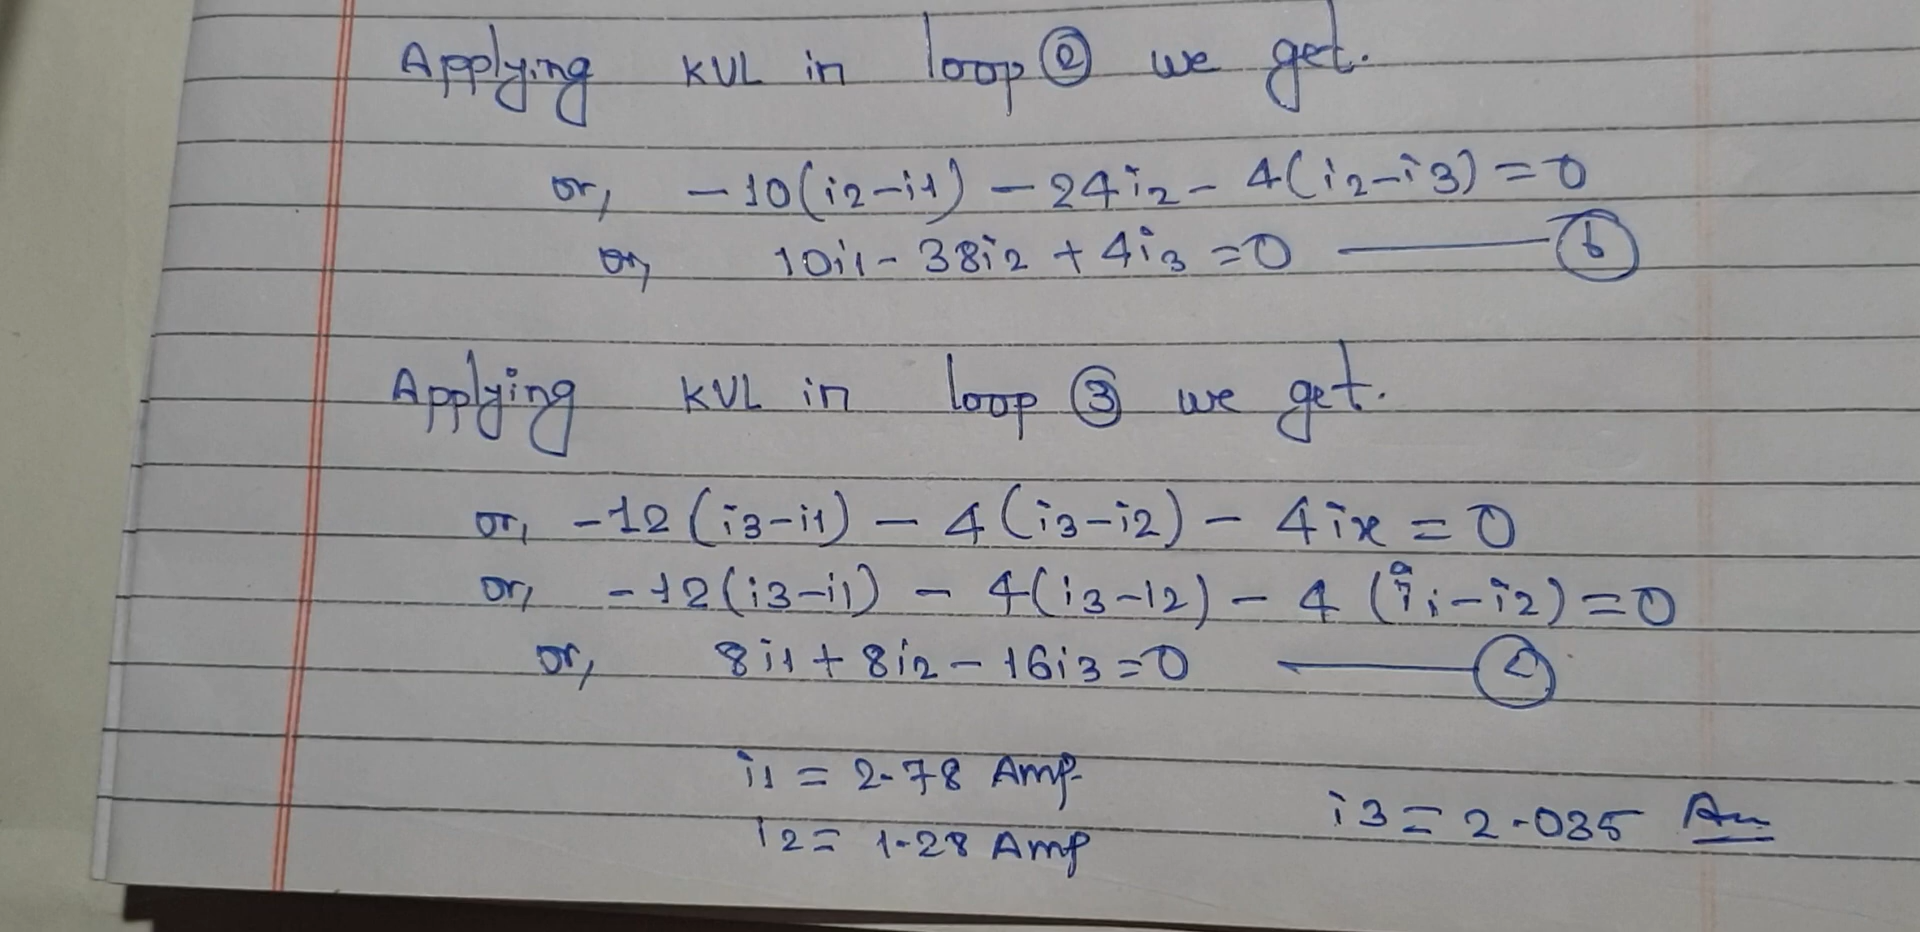 Applying KVL in loop ② we get.
or, -10(i2-i1) - 24i2 - 4(i2-i3) = 0
or, 10i1 - 38i2 + 4i3 = 0 —— ⓑ
Applying KVL in loop ③ we get.
or, -12(i3-i1) - 4(i3-i2) - 4ix = 0
or, -12(i3-i1) - 4(i3-12) - 4(i1-i2) = 0
or, 8i1 + 8i2 - 16i3 = 0 —— ⓒ
i1 = 2.78 Amp.
i3 = 2.035 An
i2 = 1.28 Amp